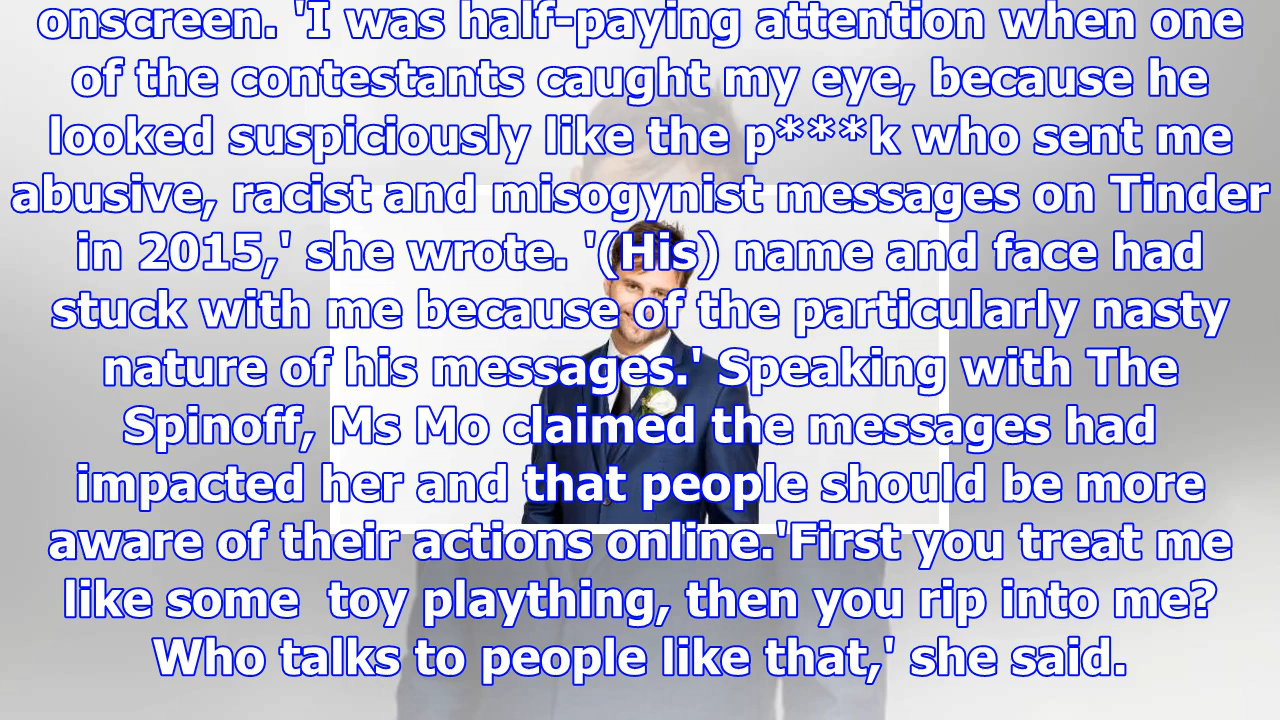 onscreen. 'I was half-paying attention when one
of the contestants caught my eye, because he
looked suspiciously like the p***k who sent me
abusive, racist and misogynist messages on Tinder
in 2015,' she wrote. '(His) name and face had
stuck with me because of the particularly nasty
nature of his messages.' Speaking with The
Spinoff, Ms Mo claimed the messages had
impacted her and that people should be more
aware of their actions online.'First you treat me
like some  toy plaything, then you rip into me?
Who talks to people like that,' she said.